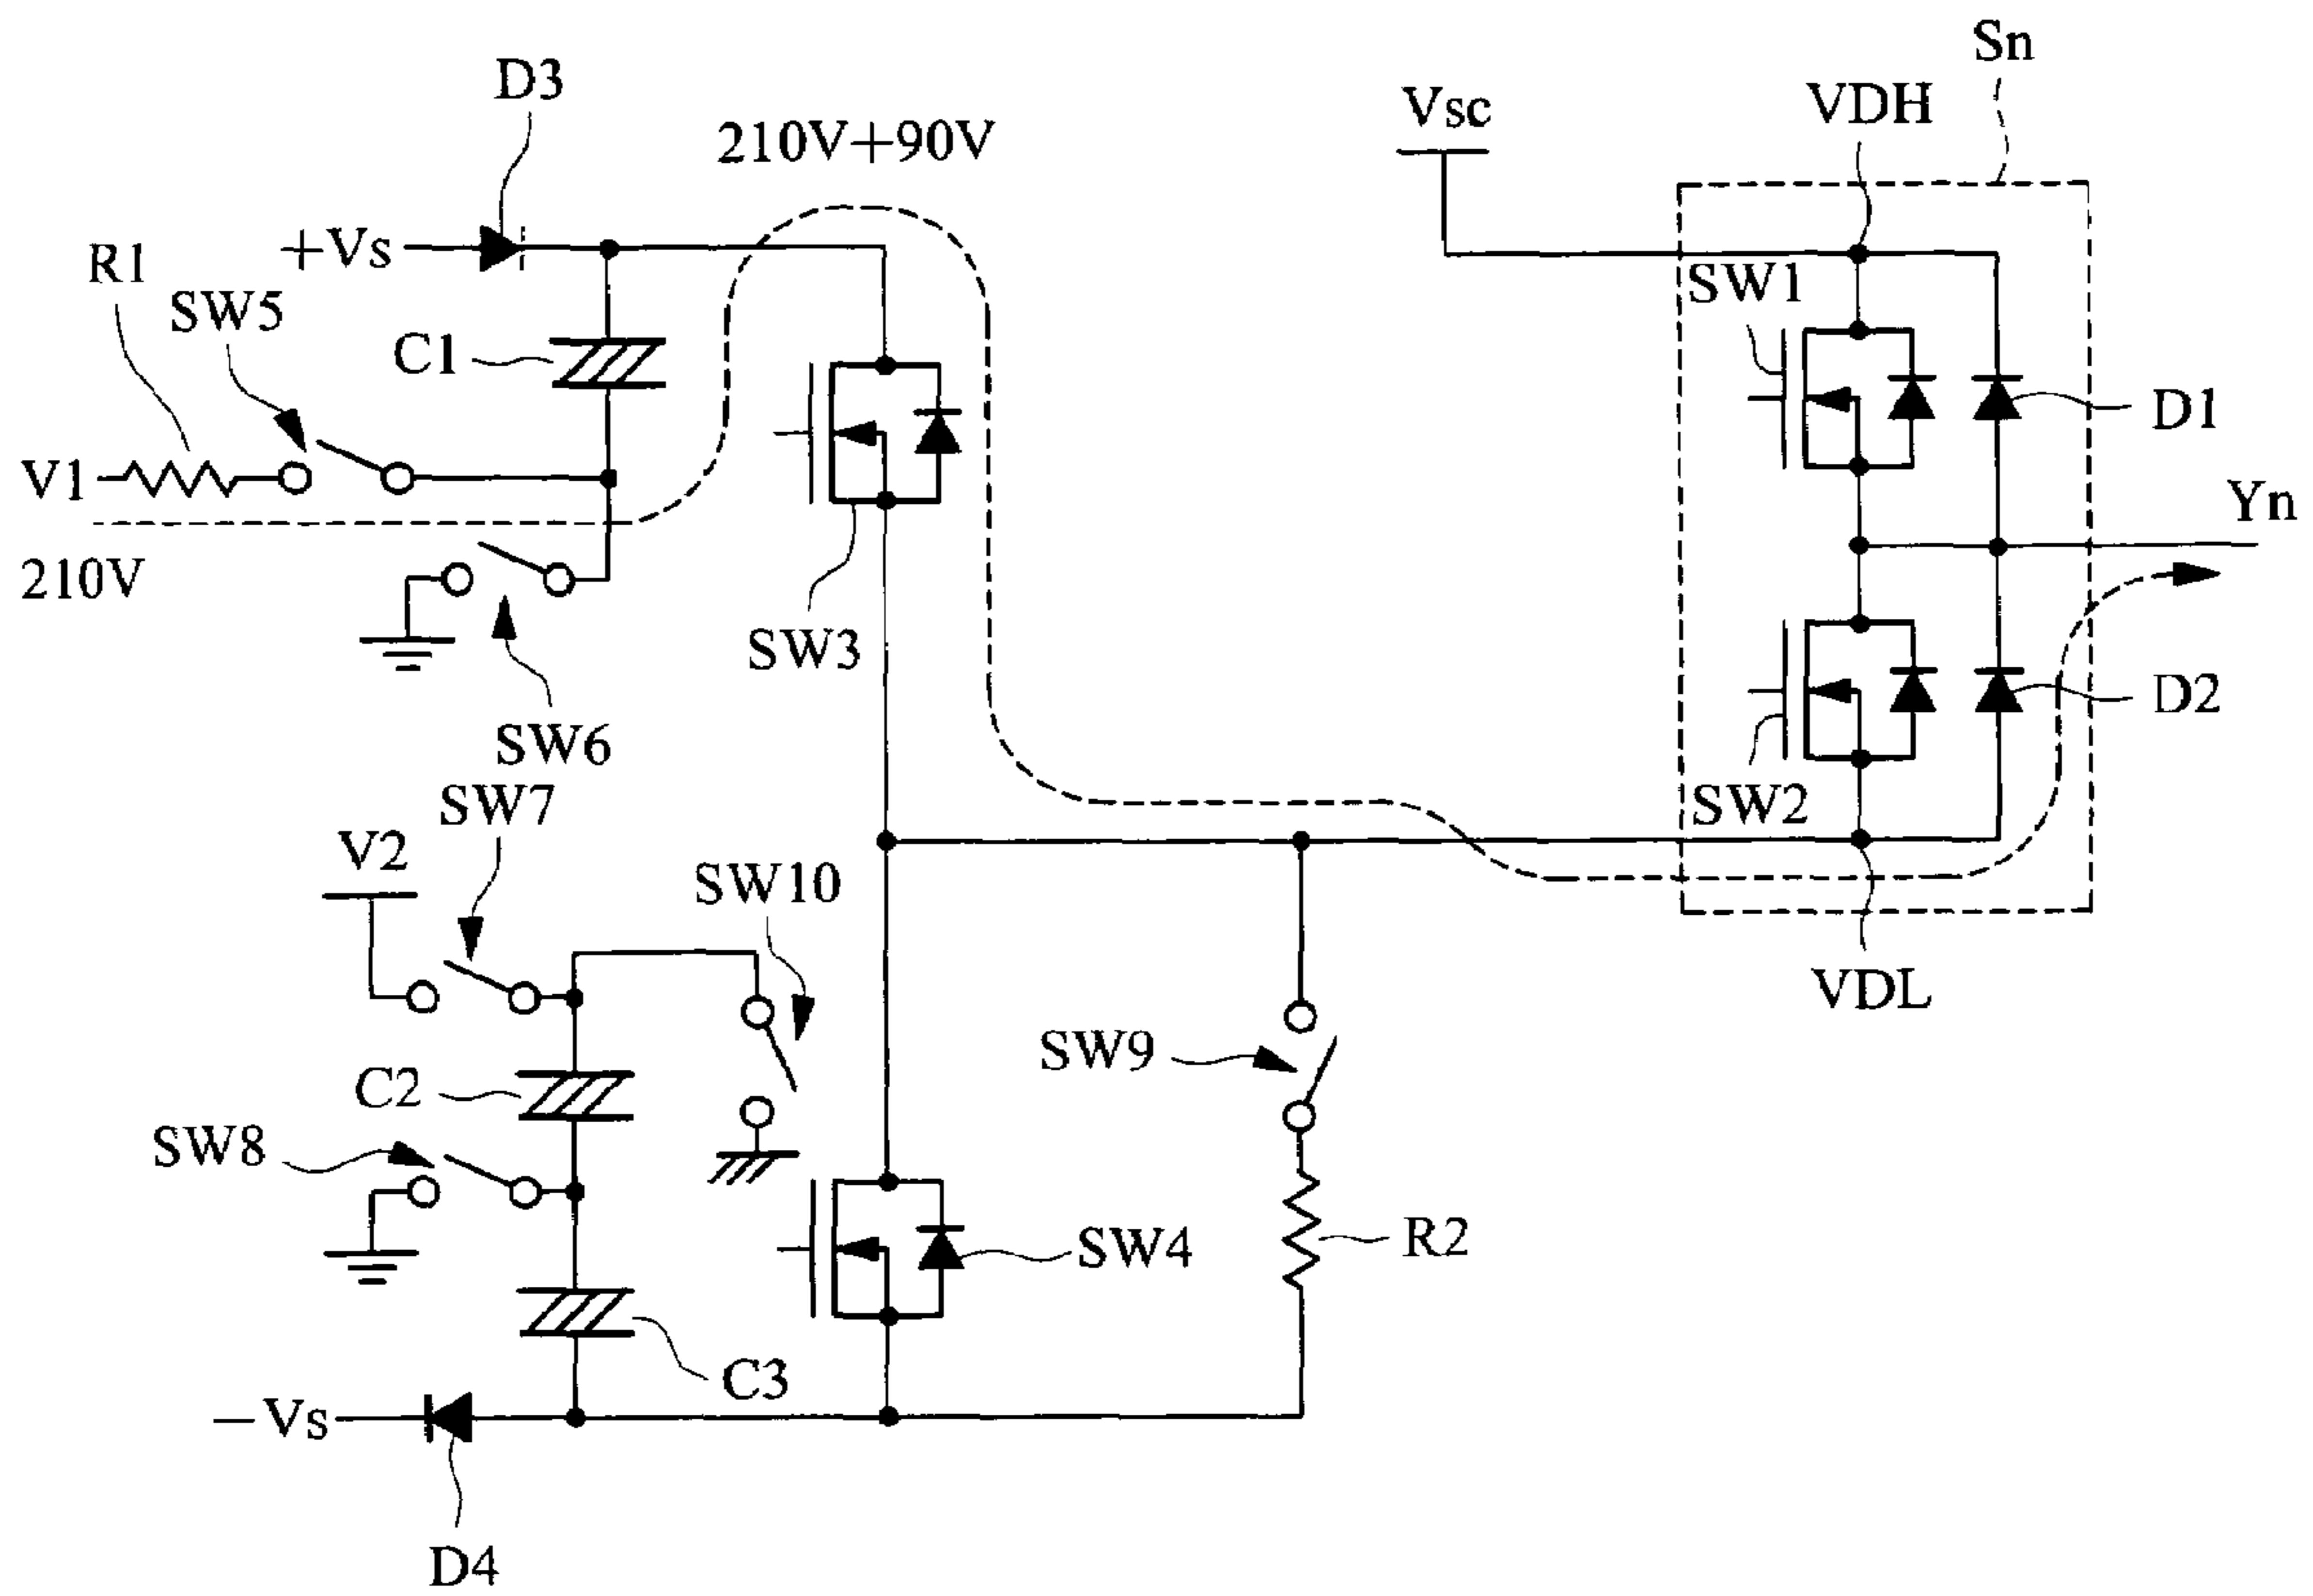 Sn
D3
VDH
Vsc
210V+90V
+Vs
R1
SW5
SW1
C1
D1
V1
Yn
210V
SW3
SW6
D2
SW7
SW2
V2
SW10
VDL
SW9
C2
SW8
R2
SW4
C3
−Vs
D4